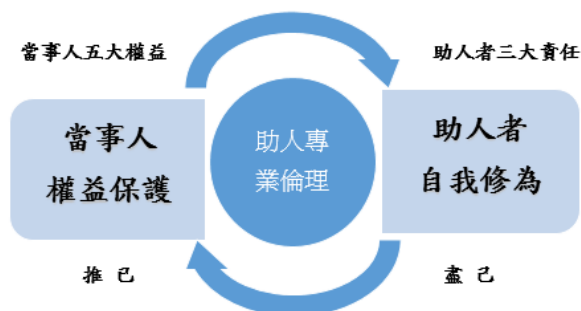 當事人五大權益
助人者三大責任
當事人
權益保護
助人專
業倫理
助人者
自我修為
推 己
盡 己